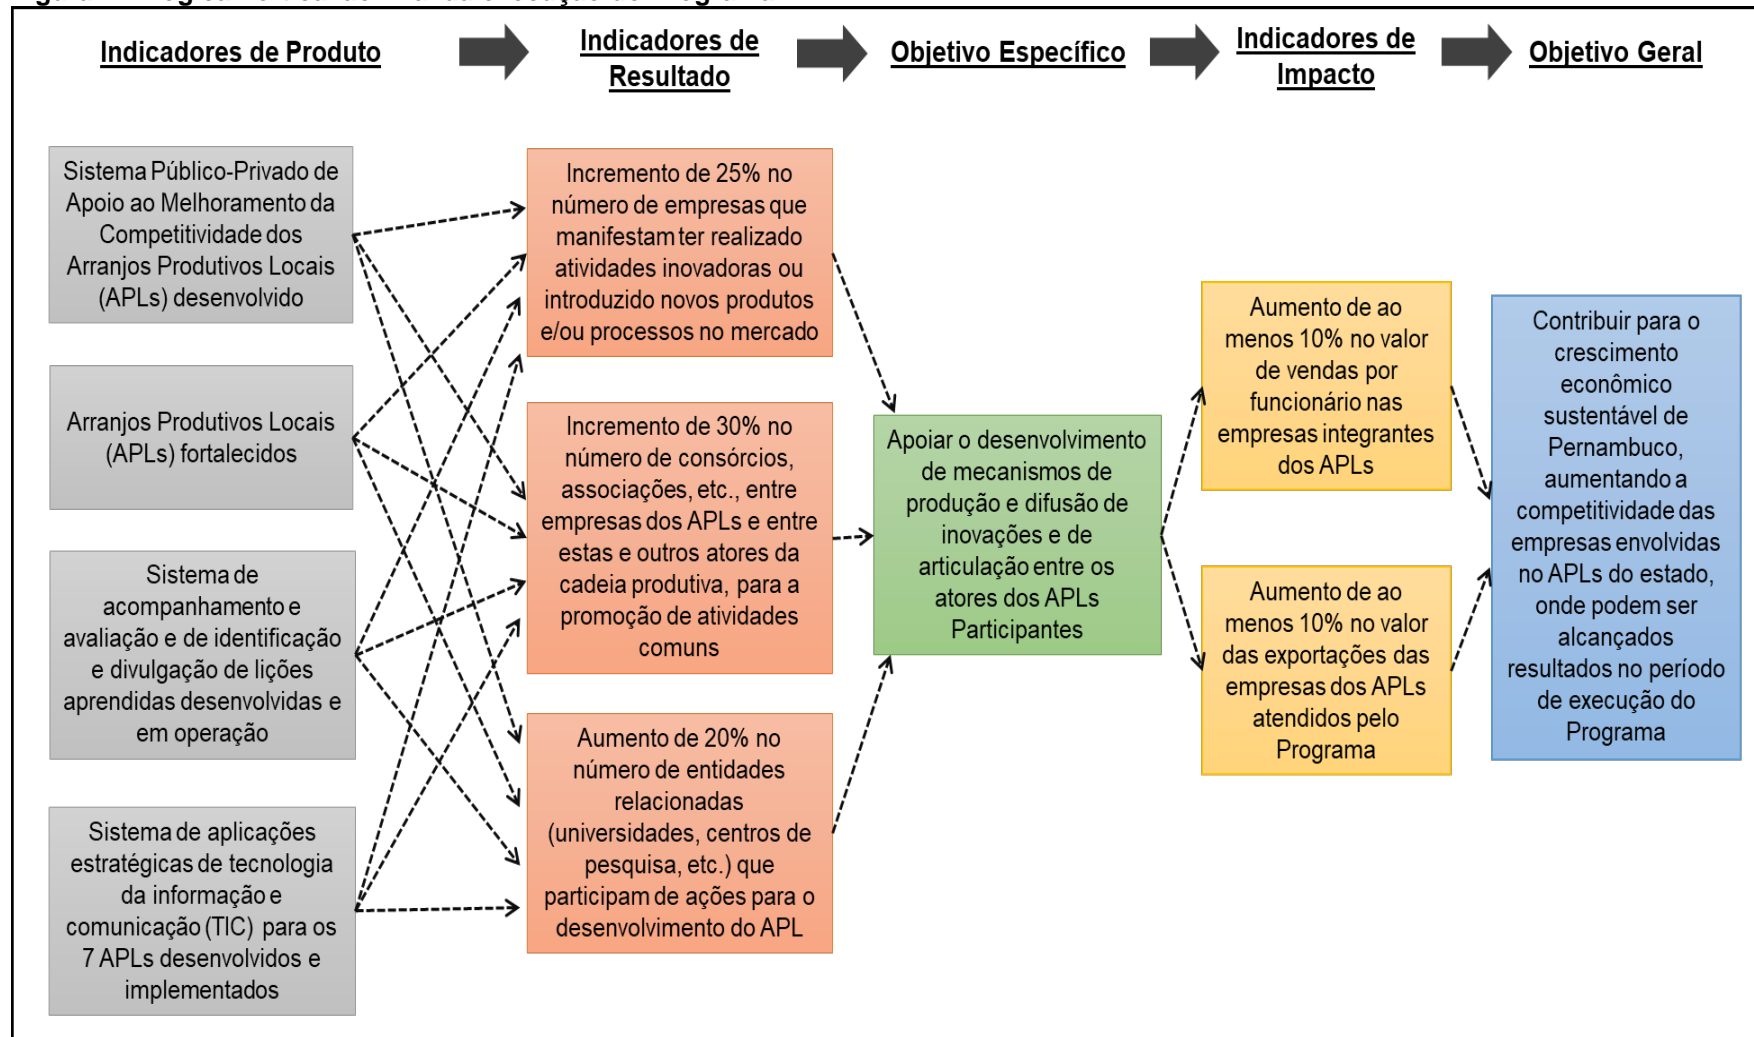 Indicadores de Produto
Indicadores de
Resultado
Objetivo Específico
Indicadores de
Impacto
Objetivo Geral
Sistema Público-Privado de
Apoio ao Melhoramento da
Competitividade dos
Arranjos Produtivos Locais
(APLs) desenvolvido
Arranjos Produtivos Locais
(APLs) fortalecidos
Sistema de
acompanhamento e
avaliação e de identificação
e divulgação de lições
aprendidas desenvolvidas e
em operação
Sistema de aplicações
estratégicas de tecnologia
da informação e
comunicação (TIC) para os
7 APLs desenvolvidos e
implementados
Incremento de 25% no
número de empresas que
manifestam ter realizado
atividades inovadoras ou
introduzido novos produtos
e/ou processos no mercado
Incremento de 30% no
número de consórcios,
associações, etc., entre
empresas dos APLs e entre
estas e outros atores da
cadeia produtiva, para a
promoção de atividades
comuns
Aumento de 20% no
número de entidades
relacionadas
(universidades, centros de
pesquisa, etc.) que
participam de ações para o
desenvolvimento do APL
Apoiar o desenvolvimento
de mecanismos de
produção e difusão de
inovações e de
articulação entre os
atores dos APLs
Participantes
Aumento de ao
menos 10% no valor
de vendas por
funcionário nas
empresas integrantes
dos APLs
Aumento de ao
menos 10% no valor
das exportações das
empresas dos APLs
atendidos pelo
Programa
Contribuir para o
crescimento
econômico
sustentável de
Pernambuco,
aumentando a
competitividade das
empresas envolvidas
no APLs do estado,
onde podem ser
alcançados
resultados no período
de execução do
Programa